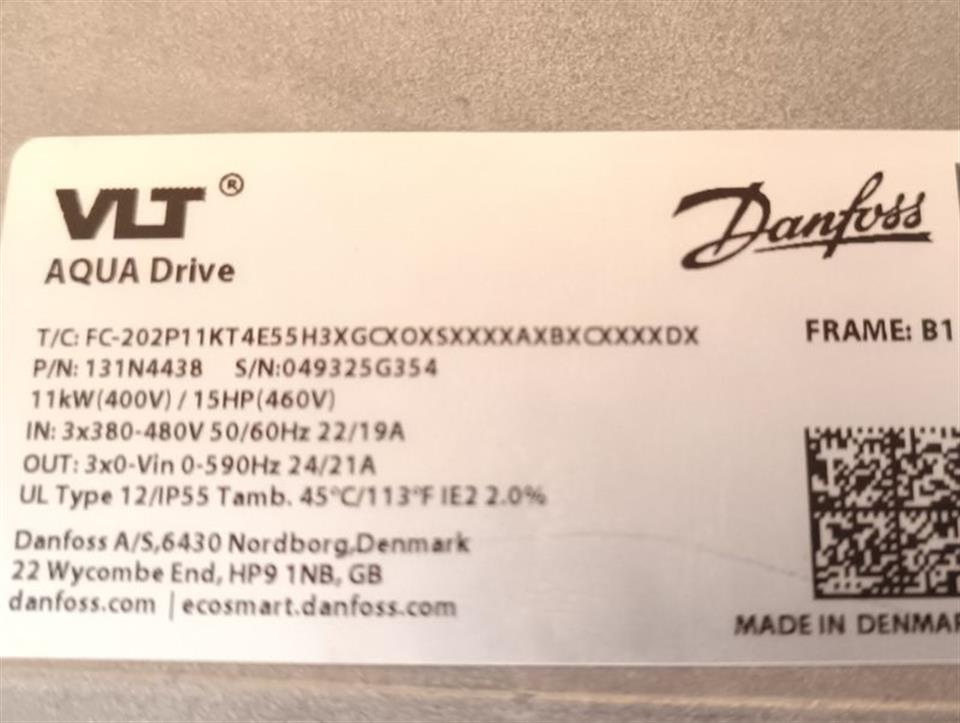 VLT ®
Danfoss
AQUA Drive
T/C: FC-202P11KT4E55H3XGCXOXSXXXXAXBXCXXXXDX
FRAME: B1
P/N: 131N4438 S/N:049325G354
11kW(400V) / 15HP(460V)
IN: 3x380-480V 50/60Hz 22/19A
OUT: 3x0-Vin 0-590Hz 24/21A
UL Type 12/IP55 Tamb. 45°C/113°F IE2 2.0%
Danfoss A/S,6430 Nordborg,Denmark
22 Wycombe End, HP9 1NB, GB
danfoss.com | ecosmart.danfoss.com
MADE IN DENMAR